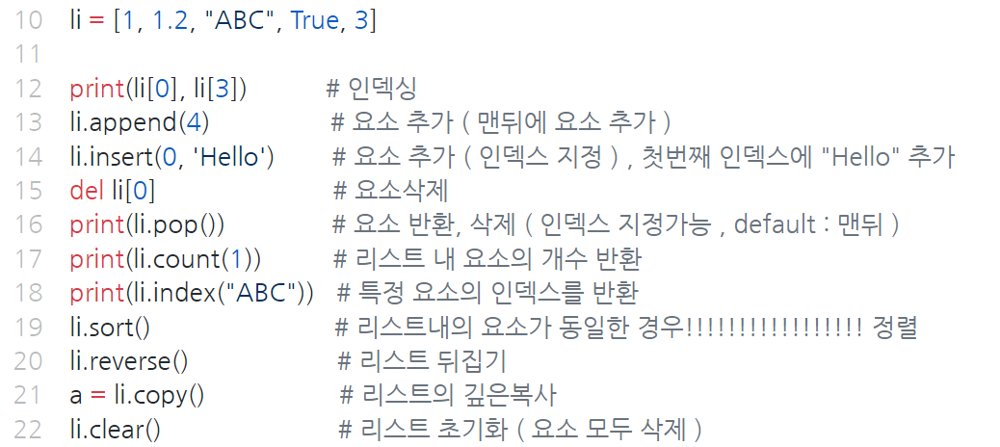 10 li = [1, 1.2, "ABC", True, 3]
11
12 print(li[0], li[3]) # 인덱싱
13 li.append(4) # 요소 추가 ( 맨뒤에 요소 추가 )
14 li.insert(0, 'Hello') # 요소 추가 ( 인덱스 지정 ) , 첫번째 인덱스에 "Hello" 추가
15 del li[0] # 요소삭제
16 print(li.pop()) # 요소 반환, 삭제 ( 인덱스 지정가능 , default : 맨뒤 )
17 print(li.count(1)) # 리스트 내 요소의 개수 반환
18 print(li.index("ABC")) # 특정 요소의 인덱스를 반환
19 li.sort() # 리스트내의 요소가 동일한 경우!!!!!!!!!!!!!!!!! 정렬
20 li.reverse() # 리스트 뒤집기
21 a = li.copy() # 리스트의 깊은복사
22 li.clear() # 리스트 초기화 ( 요소 모두 삭제 )